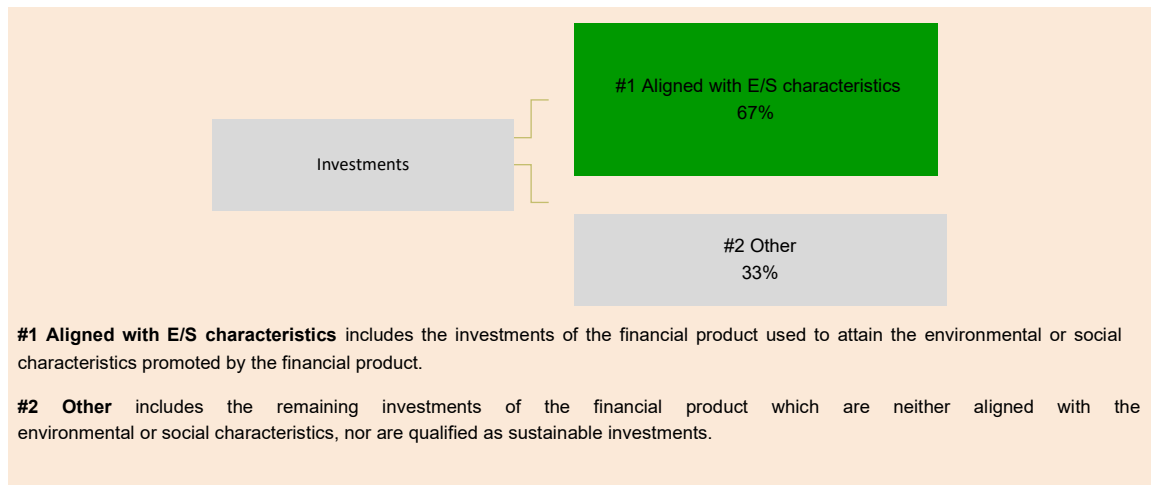 #1 Aligned with E/S characteristics
67%
Investments
#2 Other
33%
#1 Aligned with E/S characteristics includes the investments of the financial product used to attain the environmental or social
characteristics promoted by the financial product.
#2 Other includes the remaining investments of the financial product which are neither aligned with the
environmental or social characteristics, nor are qualified as sustainable investments.